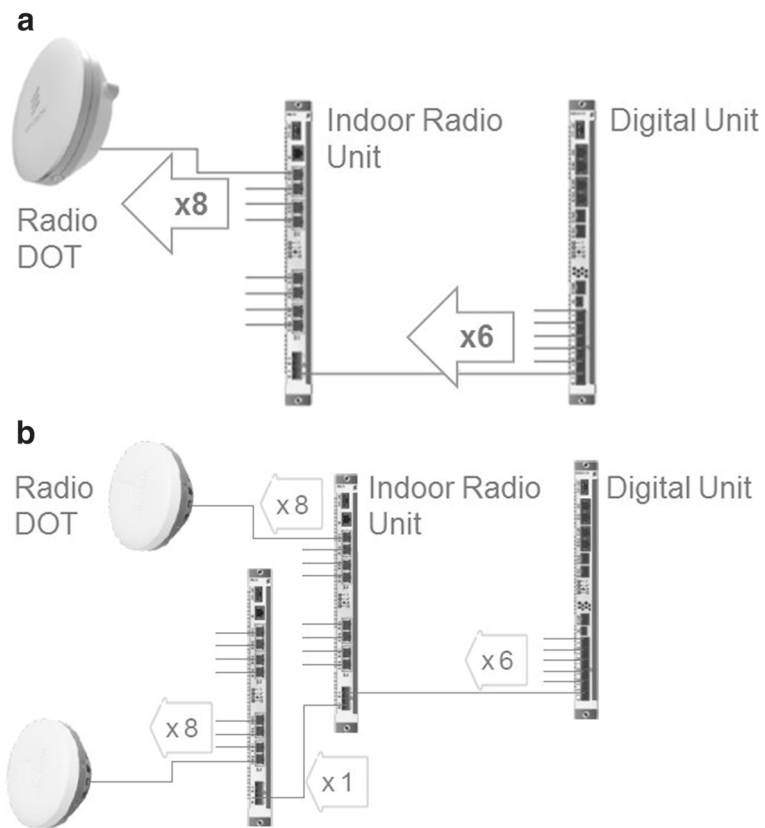 a
Indoor Radio
Unit
Digital Unit
x8
Radio
DOT
x6
b
Radio
DOT
x 8
Indoor Radio
Unit
Digital Unit
x 6
x 8
x 1